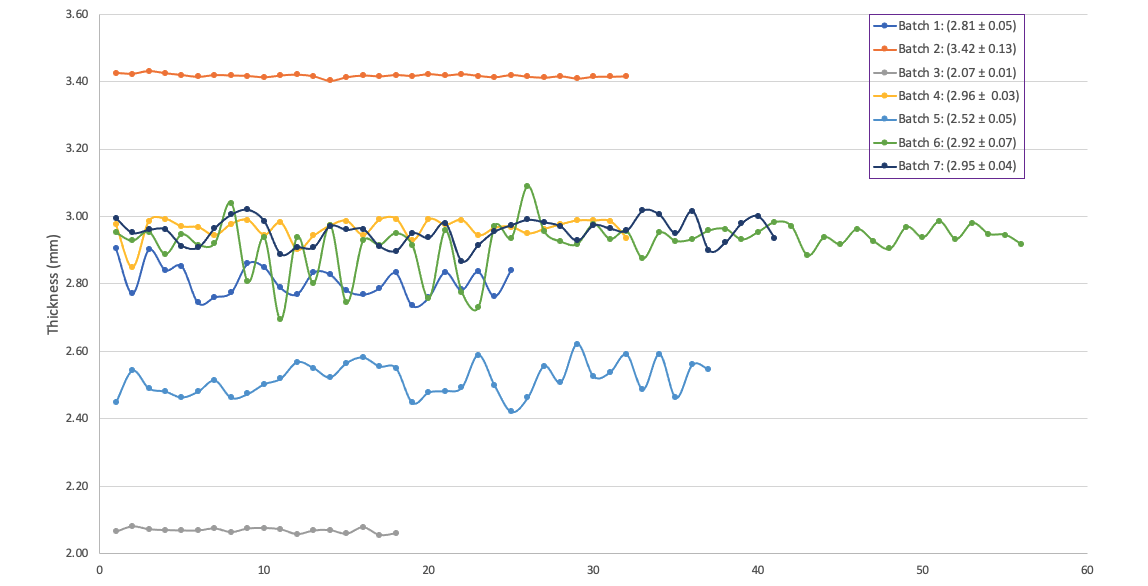 3.60
3.40
3.20
3.00
2.80
2.60
2.40
2.20
2.00
Thickness (mm)
0 10 20 30 40 50 60
Batch 1: (2.81 ± 0.05)
Batch 2: (3.42 ± 0.13)
Batch 3: (2.07 ± 0.01)
Batch 4: (2.96 ±  0.03)
Batch 5: (2.52 ± 0.05)
Batch 6: (2.92 ± 0.07)
Batch 7: (2.95 ± 0.04)